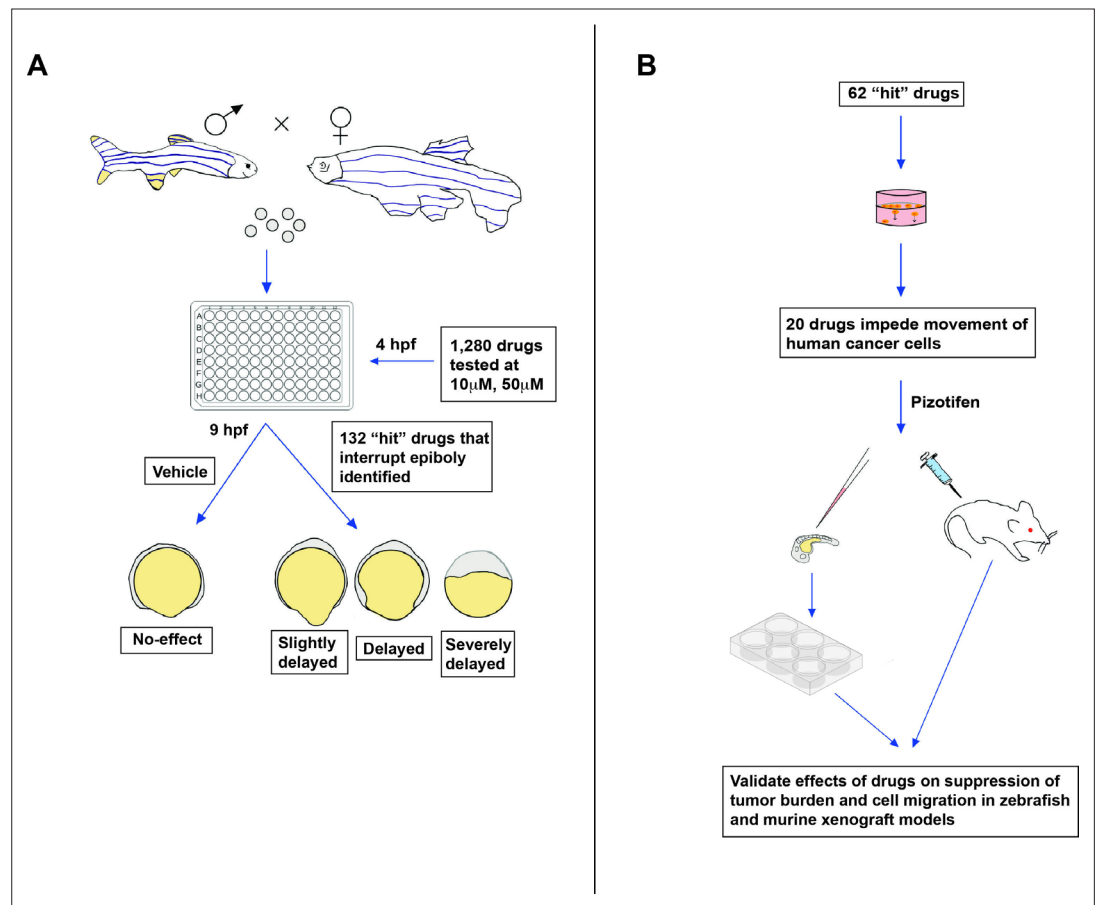 A
B
62 "hit" drugs
20 drugs impede movement of
human cancer cells
A
B
C
D
E
F
G
H
4 hpf
1,280 drugs
tested at
10µM, 50µM
Pizotifen
9 hpf
132 "hit" drugs that
interrupt epiboly
identified
Vehicle
No-effect
Slightly
delayed
Delayed
Severely
delayed
Validate effects of drugs on suppression of
tumor burden and cell migration in zebrafish
and murine xenograft models